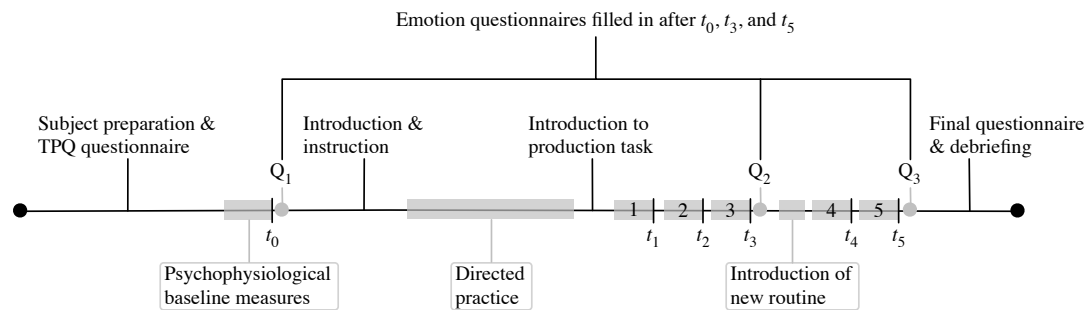 Emotion questionnaires filled in after t0, t3, and t5
Subject preparation &
TPQ questionnaire
Introduction &
instruction
Introduction to
production task
Final questionnaire
& debriefing
Q1
Q2
Q3
1
2
3
4
5
t0
t1
t2
t3
t4
t5
Psychophysiological
baseline measures
Directed
practice
Introduction of
new routine